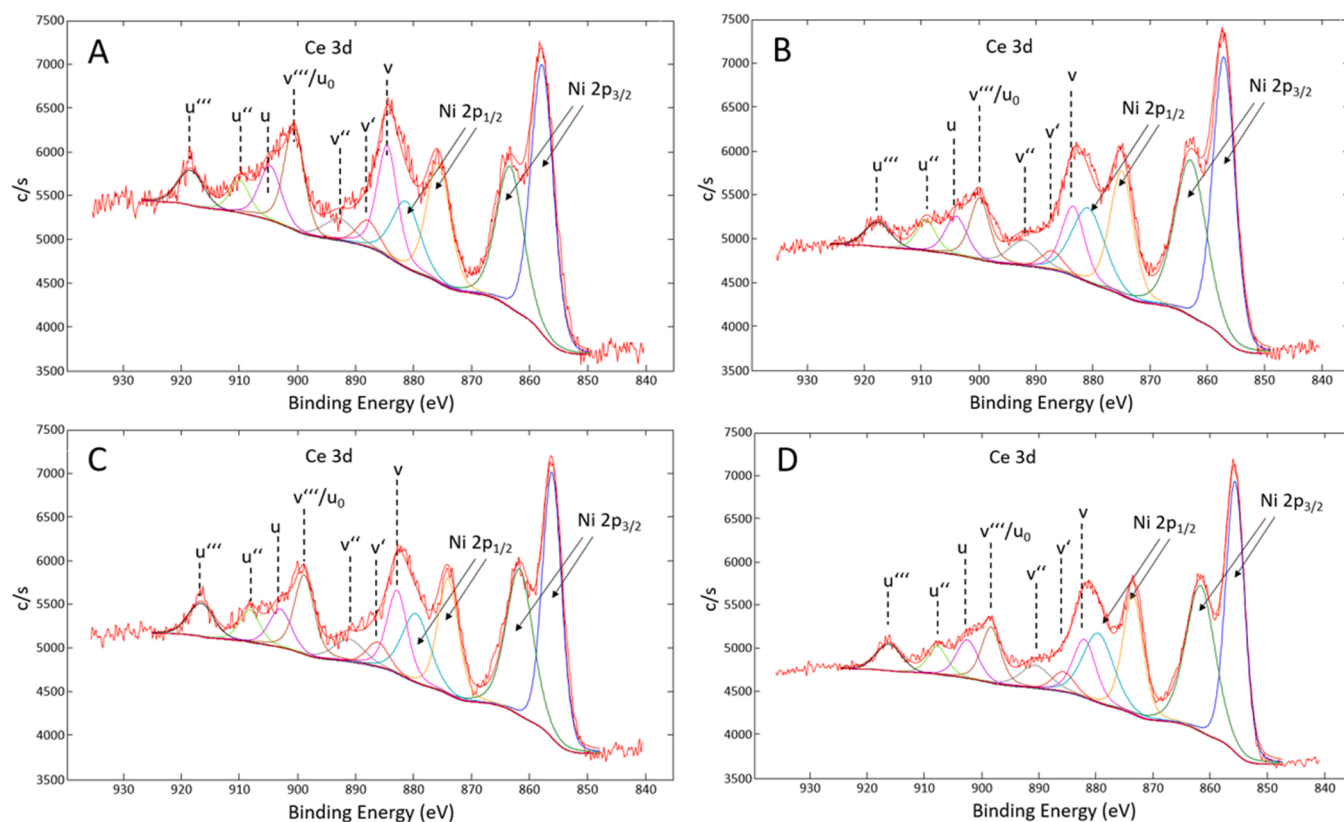 A
Ce 3d
7500
7000
6500
6000
5500
5000
4500
4000
3500
c/s
u‘‘‘
u‘‘
u
v‘‘‘/u0
v‘‘
v‘
v
Ni 2p1/2
Ni 2p3/2
930 920 910 900 890 880 870 860 850 840
Binding Energy (eV)
B
Ce 3d
7500
7000
6500
6000
5500
5000
4500
4000
3500
c/s
u‘‘‘
u‘‘
u
v‘‘‘/u0
v‘‘
v‘
v
Ni 2p1/2
Ni 2p3/2
930 920 910 900 890 880 870 860 850 840
Binding Energy (eV)
C
Ce 3d
7500
7000
6500
6000
5500
5000
4500
4000
3500
c/s
u‘‘‘
u‘‘
u
v‘‘‘/u0
v‘‘
v‘
v
Ni 2p1/2
Ni 2p3/2
930 920 910 900 890 880 870 860 850 840
Binding Energy (eV)
D
Ce 3d
7500
7000
6500
6000
5500
5000
4500
4000
3500
c/s
u‘‘‘
u‘‘
u
v‘‘‘/u0
v‘‘
v‘
v
Ni 2p1/2
Ni 2p3/2
930 920 910 900 890 880 870 860 850 840
Binding Energy (eV)